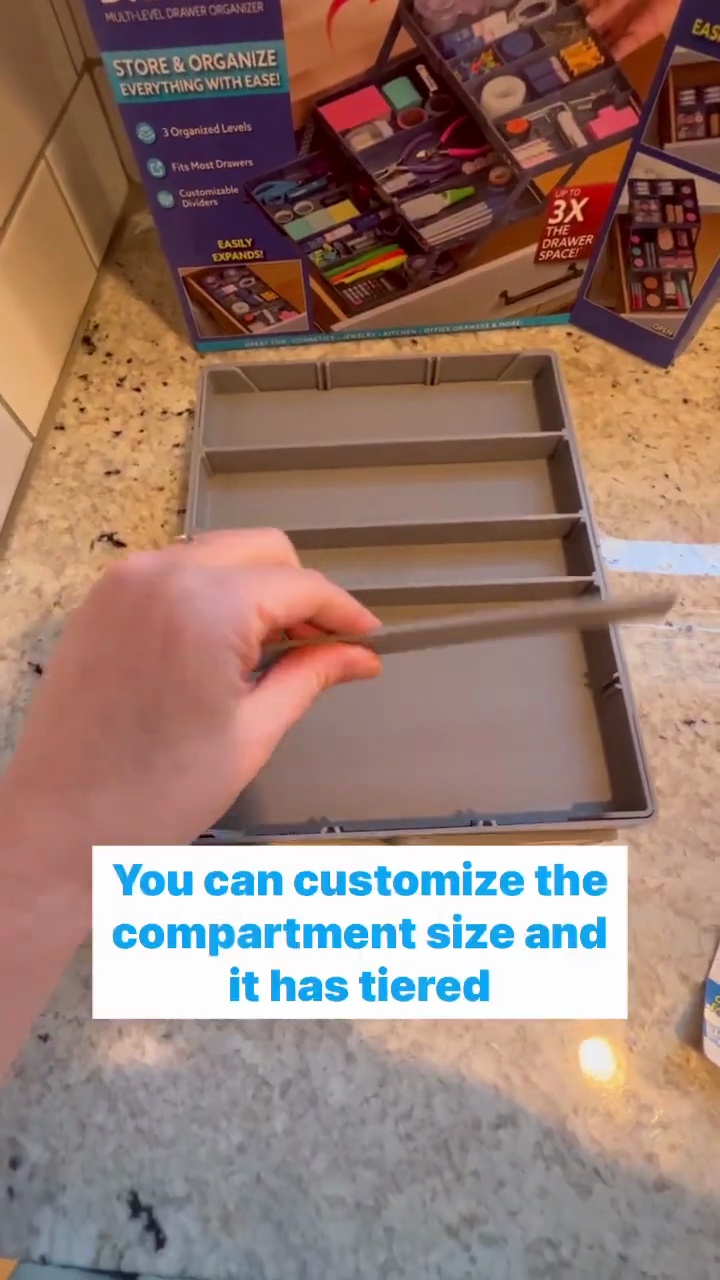 MULTI-LEVEL DRAWER ORGANIZER
STORE & ORGANIZE
EVERYTHING WITH EASE!
3 Organized Levels
Fits Most Drawers
Customizable
Dividers
EASILY
EXPANDS!
UP TO
3X
THE
DRAWER
SPACE!
GREAT FOR: COSMETICS • JEWELRY • KITCHEN • OFFICE DRAWERS & MORE!
OPEN
You can customize the
compartment size and
it has tiered